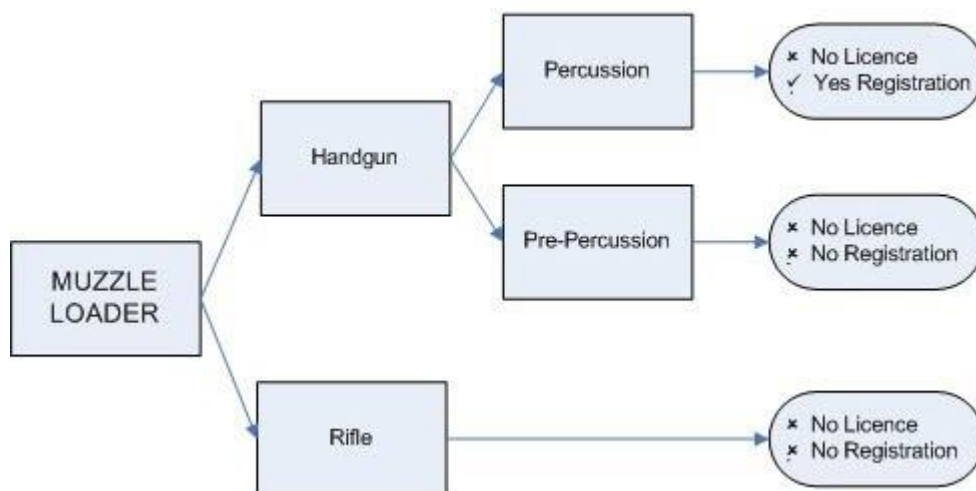 Percussion
× No Licence
✓ Yes Registration
Handgun
Pre-Percussion
× No Licence
× No Registration
MUZZLE
LOADER
Rifle
× No Licence
× No Registration